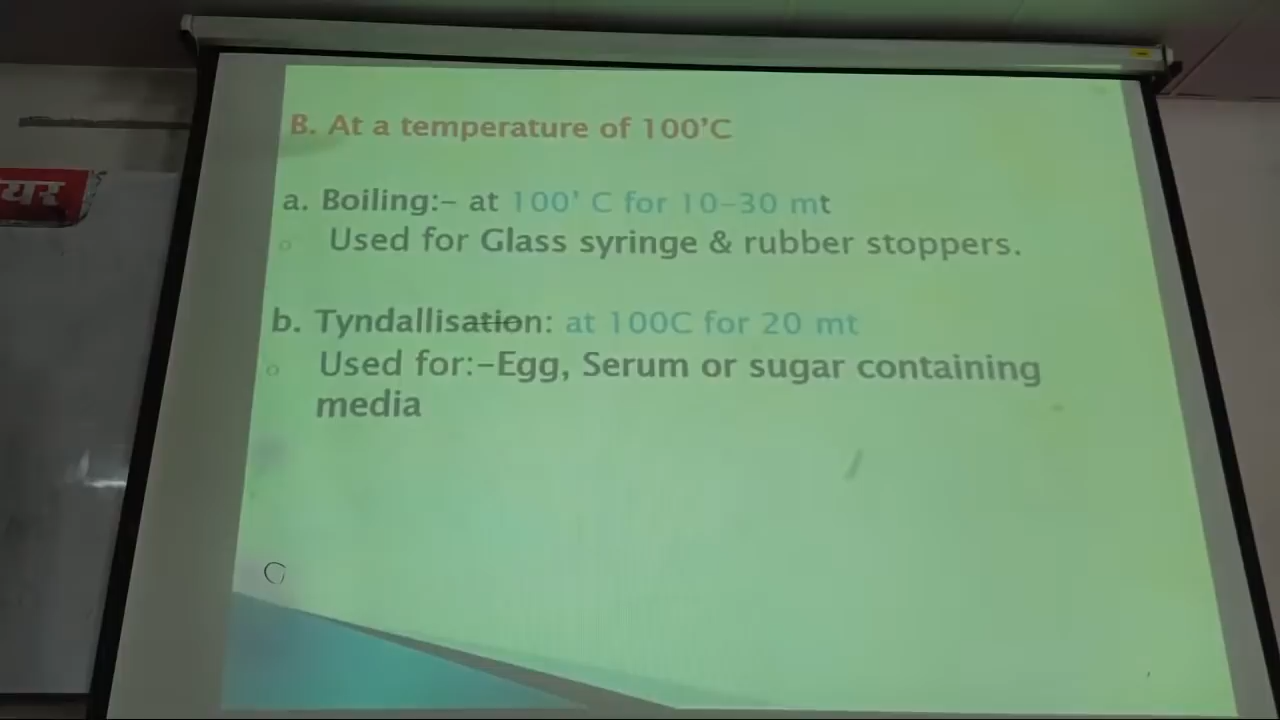 यर
B. At a temperature of 100’C
a. Boiling:– at 100' C for 10–30 mt
Used for Glass syringe & rubber stoppers.
b. Tyndallisation: at 100C for 20 mt
Used for:–Egg, Serum or sugar containing
media